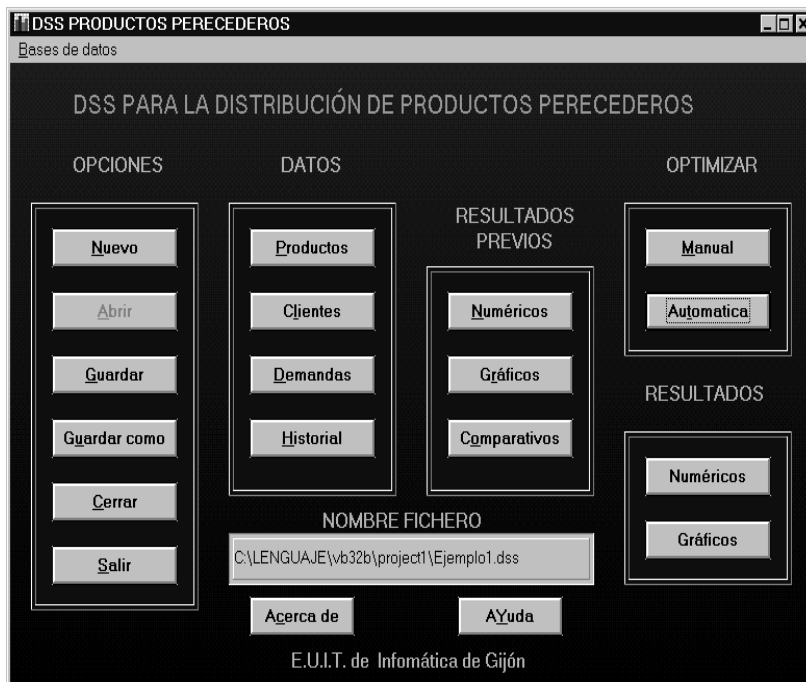 DSS PRODUCTOS PERECEDEROS
Bases de datos
DSS PARA LA DISTRIBUCIÓN DE PRODUCTOS PERECEDEROS
OPCIONES
Nuevo
Abrir
Guardar
Guardar como
Cerrar
Salir
DATOS
Productos
Clientes
Demandas
Historial
RESULTADOS
PREVIOS
Numéricos
Gráficos
Comparativos
OPTIMIZAR
Manual
Automatica
RESULTADOS
Numéricos
Gráficos
NOMBRE FICHERO
C:\LENGUAJE\vb32b\project1\Ejemplo1.dss
Acerca de
AYuda
E.U.I.T. de Infomática de Gijón